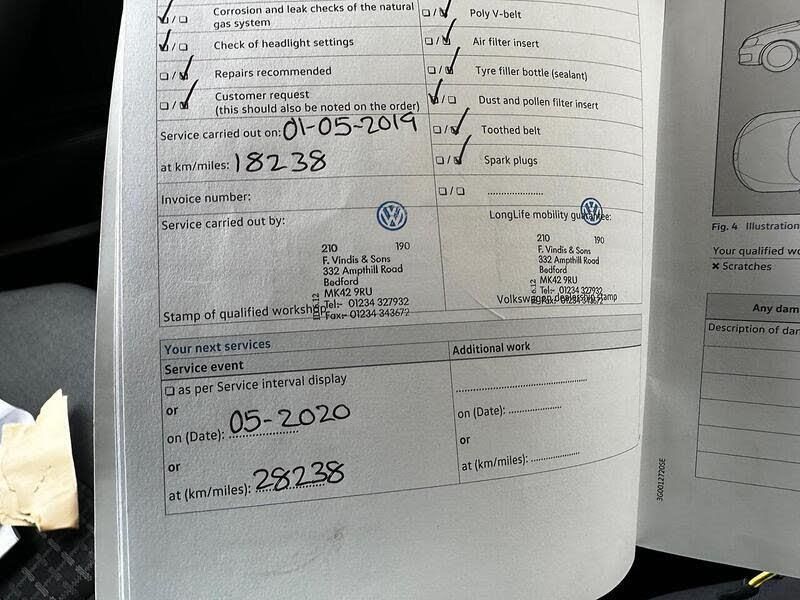 Corrosion and leak checks of the natural
gas system
Check of headlight settings
Repairs recommended
Customer request
(this should also be noted on the order)
Service carried out on: 01-05-2019
at km/miles: 18238
Invoice number:
Service carried out by:
210 190
F. Vindis & Sons
332 Ampthill Road
Bedford
MK42 9RU
Tel:- 01234 327932
Fax:- 01234 343672
Stamp of qualified workshop
Poly V-belt
Air filter insert
Tyre filler bottle (sealant)
Dust and pollen filter insert
Toothed belt
Spark plugs
LongLife mobility guarantee:
210 190
F. Vindis & Sons
332 Ampthill Road
Bedford
MK42 9RU
Tel:- 01234 327932
Fax:- 01234 343672
Volkswagen dealership stamp
Your next services
Service event
as per Service interval display
or
on (Date): 05-2020
or
at (km/miles): 28238
Additional work
on (Date):
or
at (km/miles):
3G0012720SE
Fig. 4 Illustration
Your qualified
× Scratches
Any
Description of